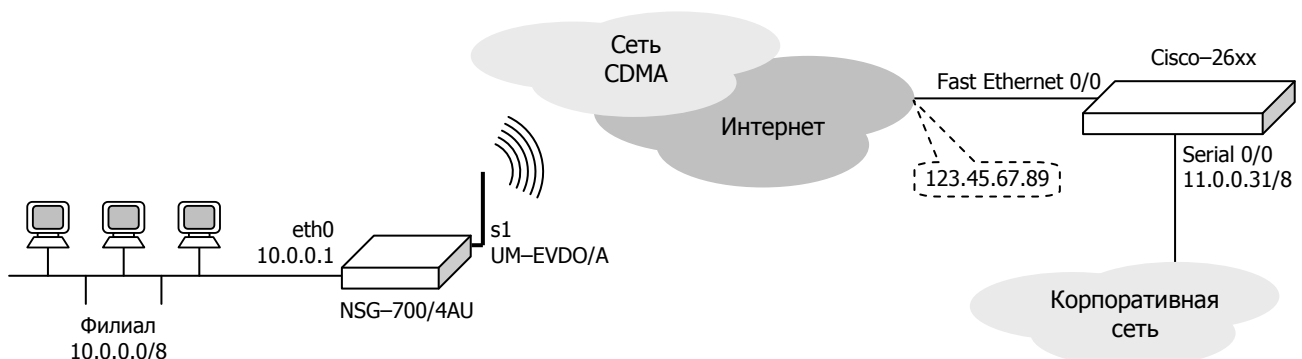 Сеть
CDMA
Cisco–26xx
Fast Ethernet 0/0
Интернет
Serial 0/0
11.0.0.31/8
123.45.67.89
eth0
10.0.0.1
s1
UM–EVDO/A
NSG–700/4AU
Филиал
10.0.0.0/8
Корпоративная
сеть